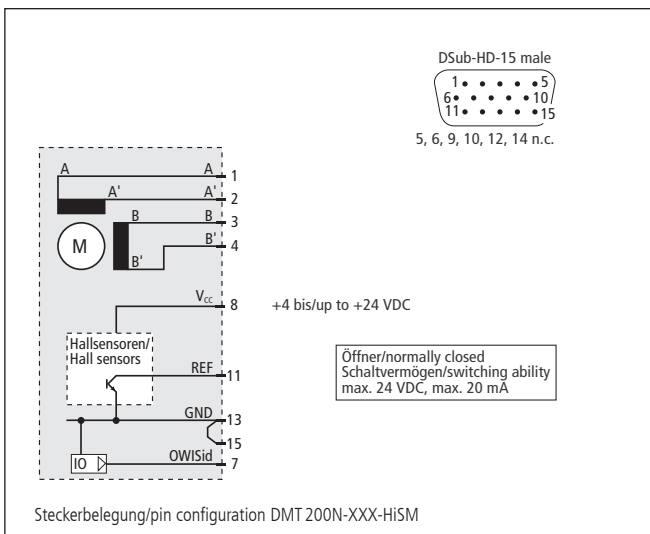 DSub-HD-15 male
1 5
6 10
11 15
5, 6, 9, 10, 12, 14 n.c.
A A 1
A' A' 2
B B 3
M B' 4
B'
Vcc 8 +4 bis/up to +24 VDC
Hallsensoren/
Hall sensors
REF 11
Öffner/normally closed
Schaltvermögen/switching ability
max. 24 VDC, max. 20 mA
GND 13
15
IO OWISid 7
Steckerbelegung/pin configuration DMT 200N-XXX-HiSM